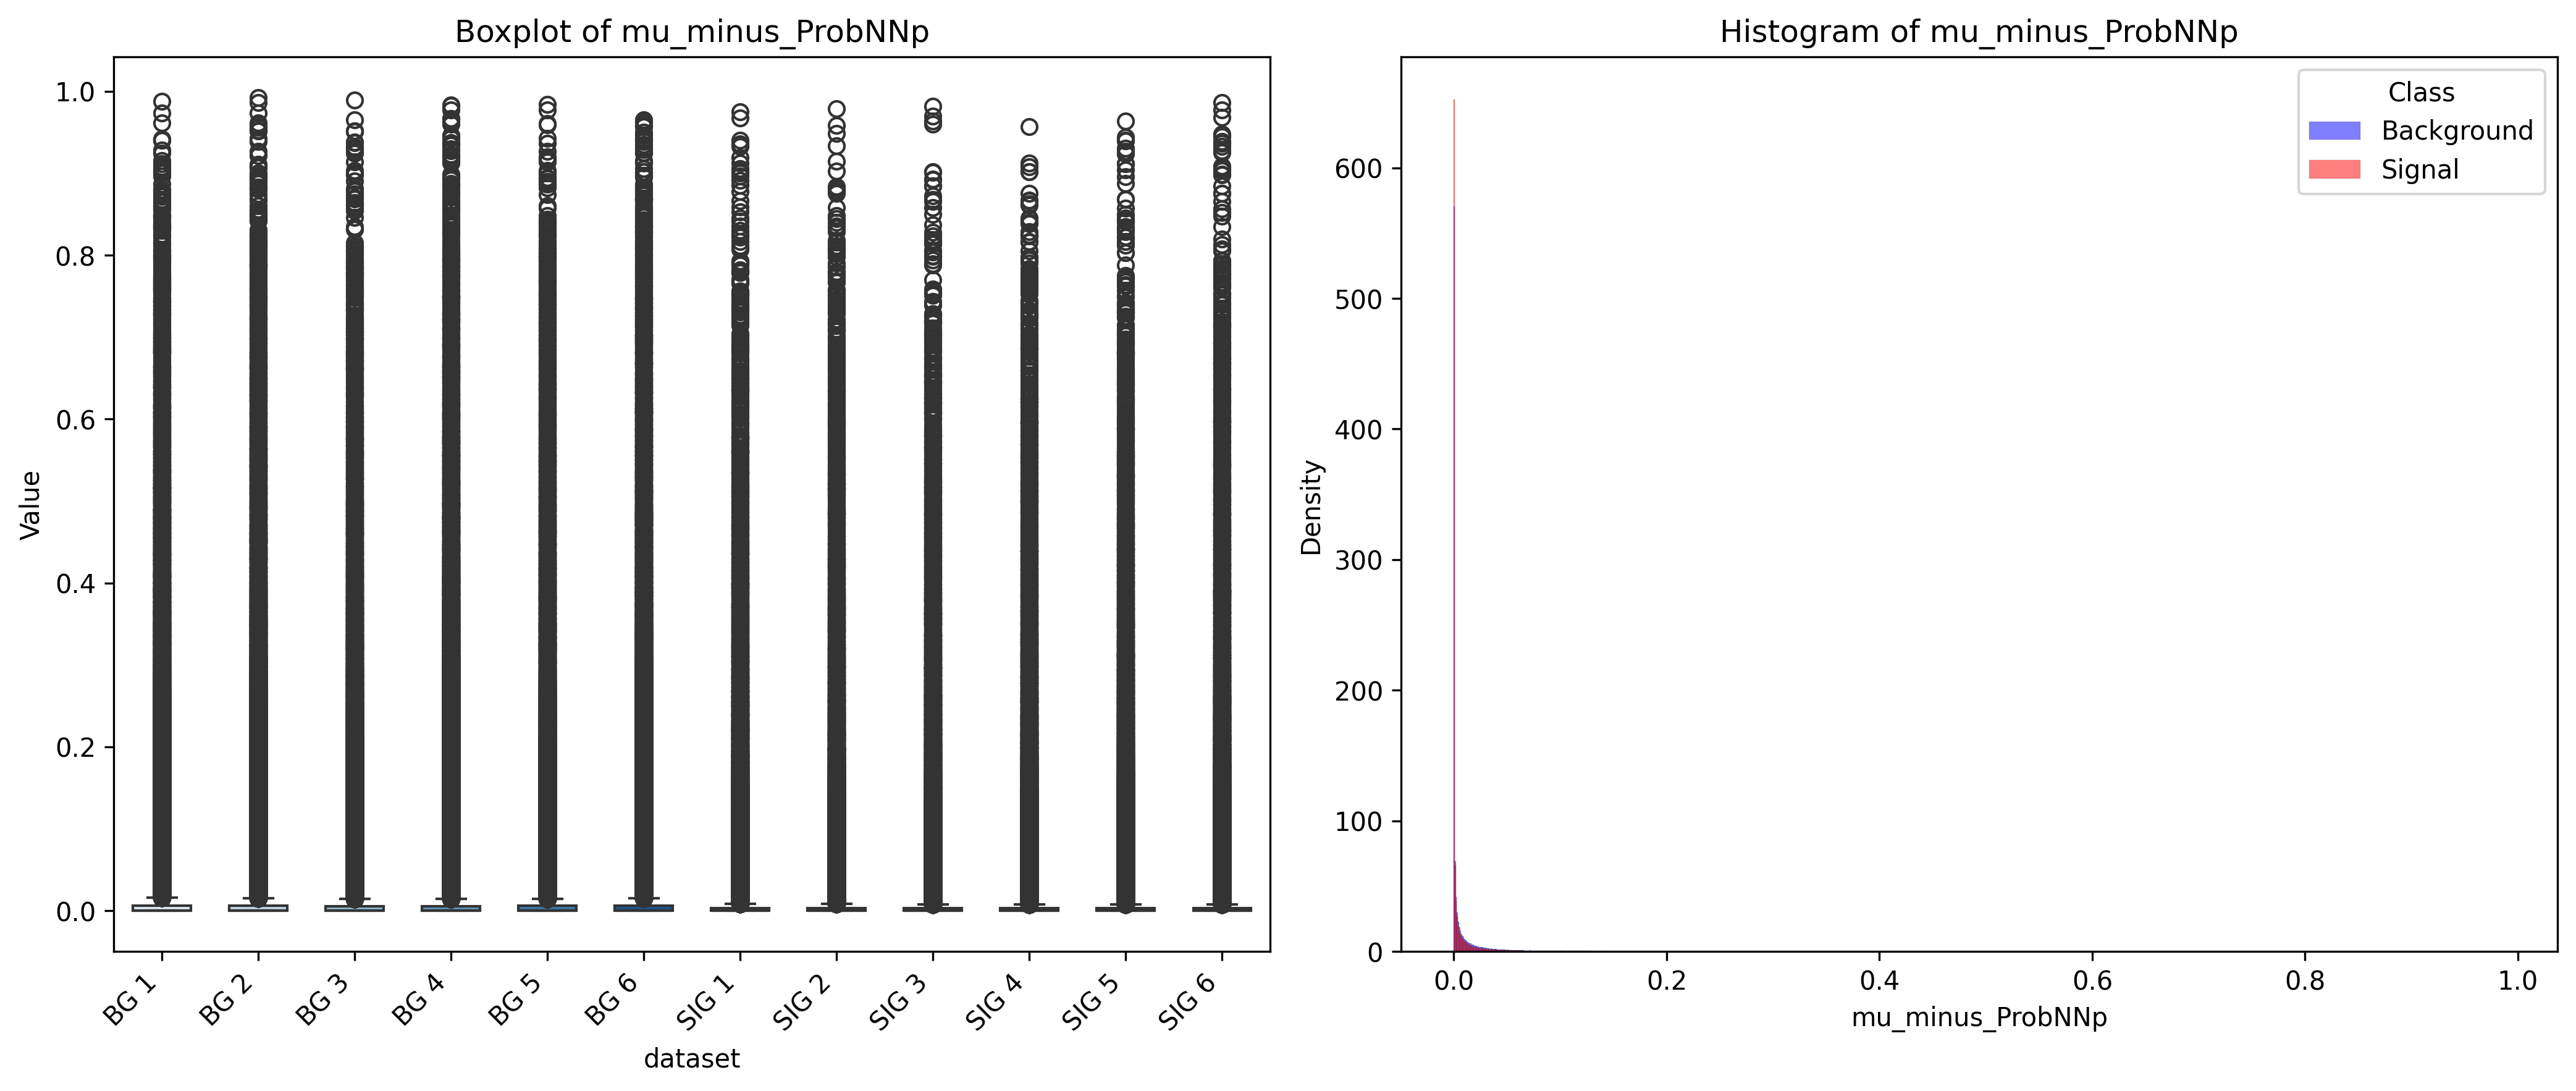 Boxplot of mu_minus_ProbNNp
Value
1.0
0.8
0.6
0.4
0.2
0.0
BG 1
BG 2
BG 3
BG 4
BG 5
BG 6
SIG 1
SIG 2
SIG 3
SIG 4
SIG 5
SIG 6
dataset
Histogram of mu_minus_ProbNNp
Class
Background
Signal
Density
600
500
400
300
200
100
0
0.0
0.2
0.4
0.6
0.8
1.0
mu_minus_ProbNNp